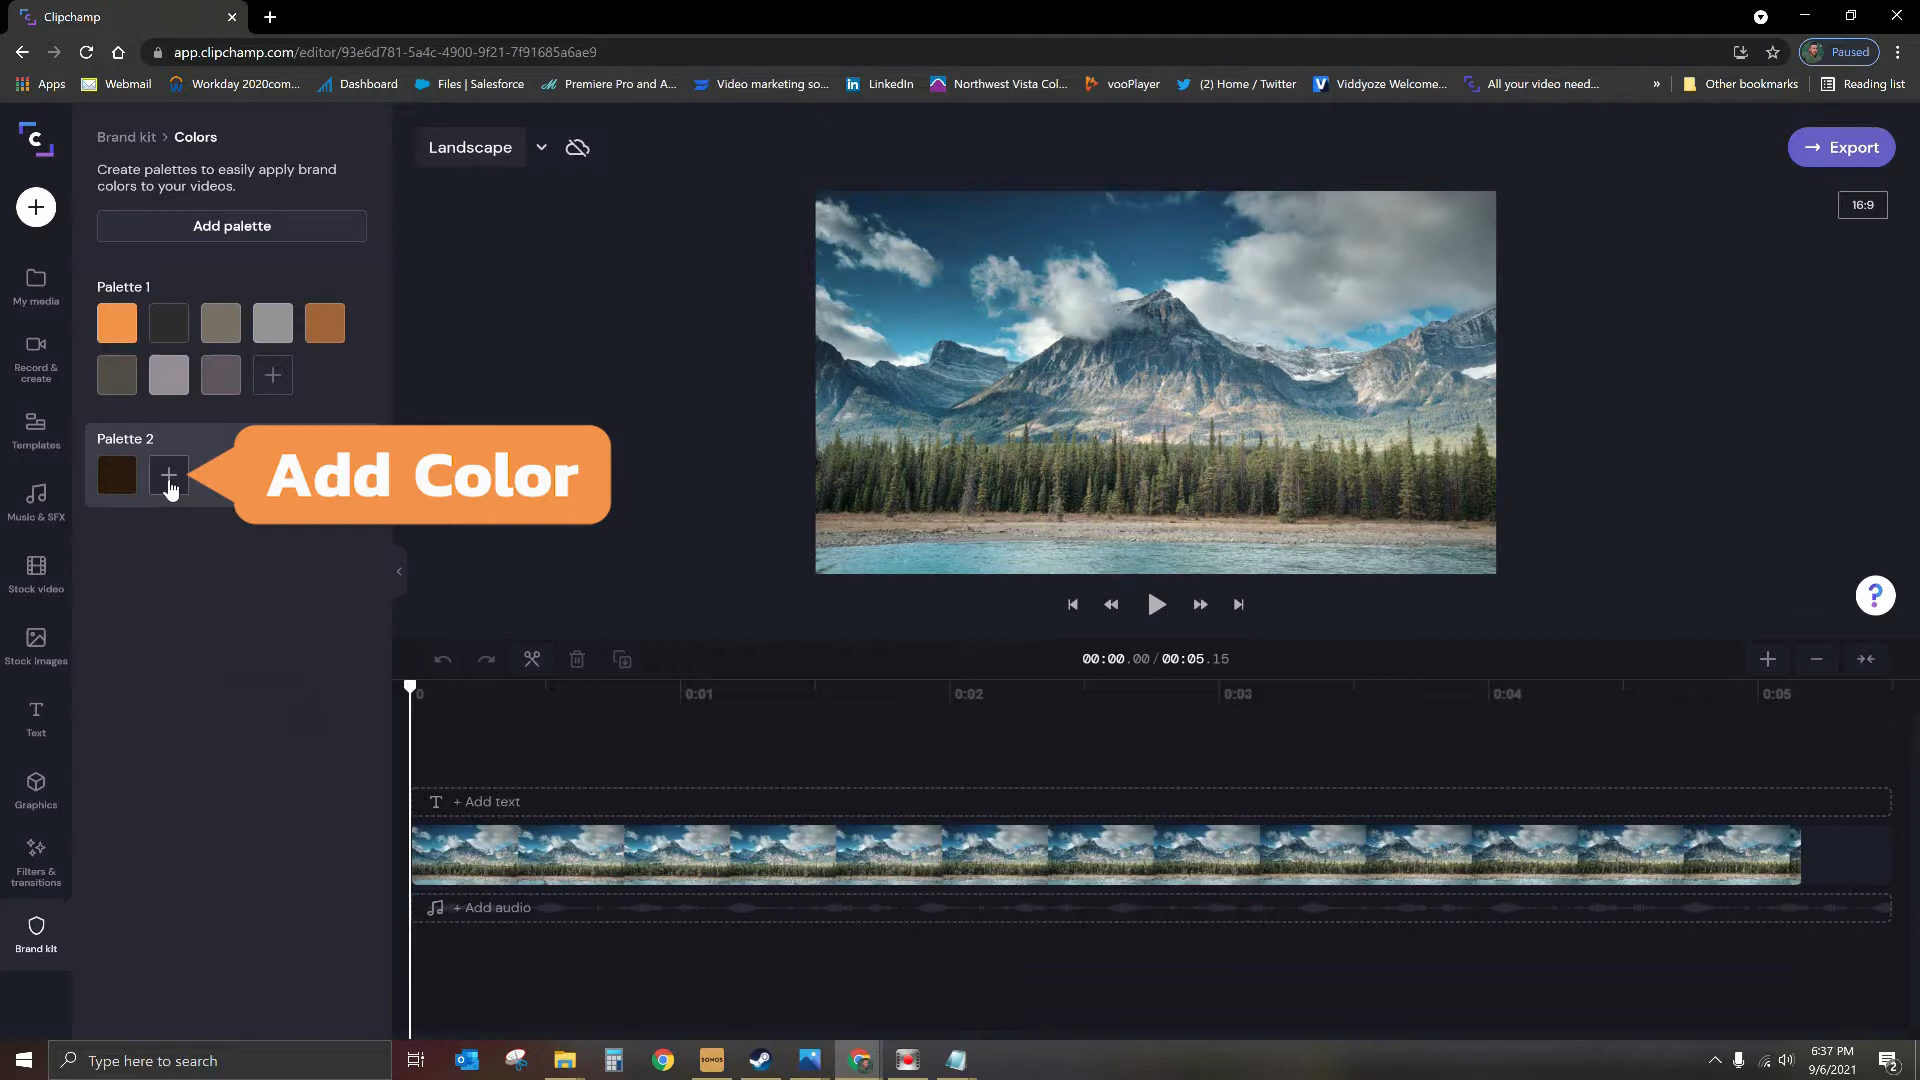 Clipchamp
app.clipchamp.com/editor/93e6d781-5a4c-4900-9f21-7f91685a6ae9
Paused
Apps
Webmail
Workday 2020com...
Dashboard
Files | Salesforce
Premiere Pro and A...
Video marketing so...
LinkedIn
Northwest Vista Col...
vooPlayer
(2) Home / Twitter
Viddyoze Welcome...
All your video need...
»
Other bookmarks
Reading list
Brand kit > Colors
Create palettes to easily apply brand
colors to your videos.
Add palette
Landscape
Export
16:9
My media
Record &
create
Templates
Music & SFX
Stock video
Stock images
Text
Graphics
Filters &
transitions
Brand kit
Palette 1
Palette 2
Add Color
?
00:00.00 / 00:05.15
0
0:01
0:02
0:03
0:04
0:05
T + Add text
+ Add audio
Type here to search
SONOS
6:37 PM
9/6/2021
2